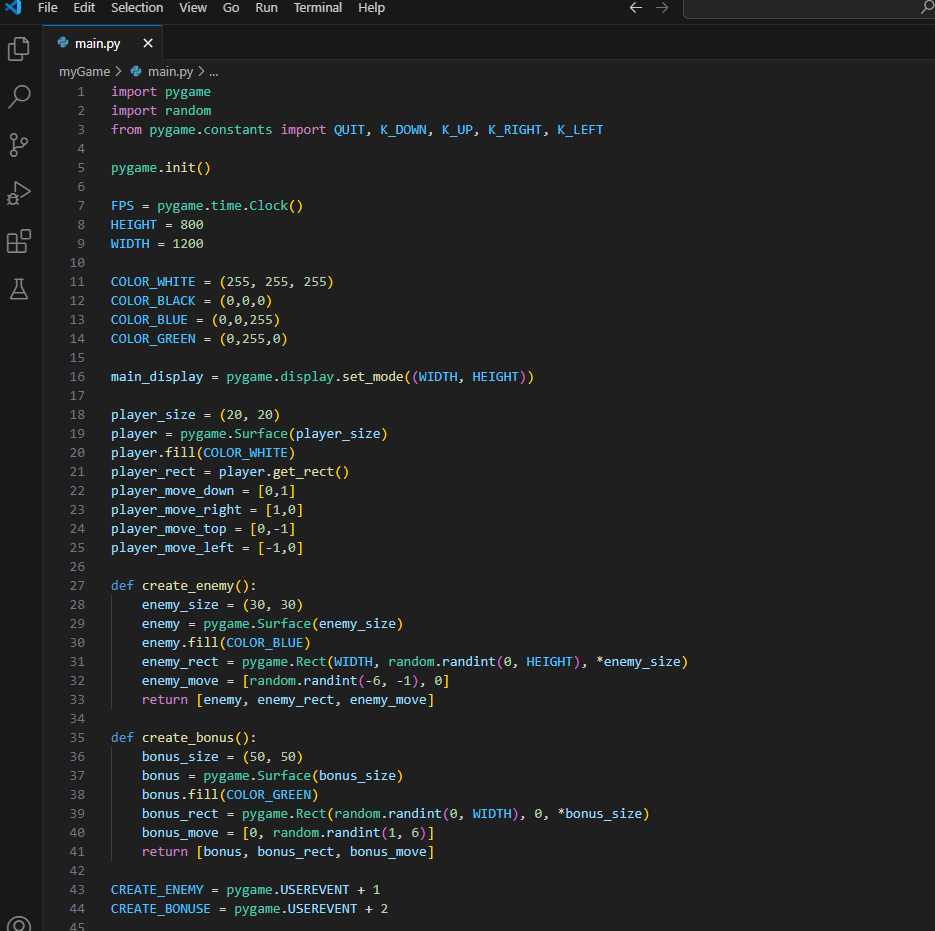 File Edit Selection View Go Run Terminal Help
main.py
myGame > main.py > ...
1 import pygame
2 import random
3 from pygame.constants import QUIT, K_DOWN, K_UP, K_RIGHT, K_LEFT
4
5 pygame.init()
6
7 FPS = pygame.time.Clock()
8 HEIGHT = 800
9 WIDTH = 1200
10
11 COLOR_WHITE = (255, 255, 255)
12 COLOR_BLACK = (0,0,0)
13 COLOR_BLUE = (0,0,255)
14 COLOR_GREEN = (0,255,0)
15
16 main_display = pygame.display.set_mode((WIDTH, HEIGHT))
17
18 player_size = (20, 20)
19 player = pygame.Surface(player_size)
20 player.fill(COLOR_WHITE)
21 player_rect = player.get_rect()
22 player_move_down = [0,1]
23 player_move_right = [1,0]
24 player_move_top = [0,-1]
25 player_move_left = [-1,0]
26
27 def create_enemy():
28     enemy_size = (30, 30)
29     enemy = pygame.Surface(enemy_size)
30     enemy.fill(COLOR_BLUE)
31     enemy_rect = pygame.Rect(WIDTH, random.randint(0, HEIGHT), *enemy_size)
32     enemy_move = [random.randint(-6, -1), 0]
33     return [enemy, enemy_rect, enemy_move]
34
35 def create_bonus():
36     bonus_size = (50, 50)
37     bonus = pygame.Surface(bonus_size)
38     bonus.fill(COLOR_GREEN)
39     bonus_rect = pygame.Rect(random.randint(0, WIDTH), 0, *bonus_size)
40     bonus_move = [0, random.randint(1, 6)]
41     return [bonus, bonus_rect, bonus_move]
42
43 CREATE_ENEMY = pygame.USEREVENT + 1
44 CREATE_BONUSE = pygame.USEREVENT + 2
45